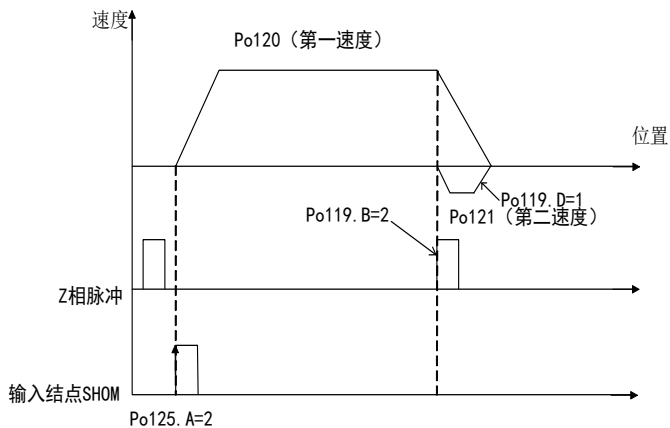 速度
Po120（第一速度）
位置
Po119.D=1
Po119.B=2
Po121（第二速度）
Z相脉冲
输入结点SHOM
Po125.A=2